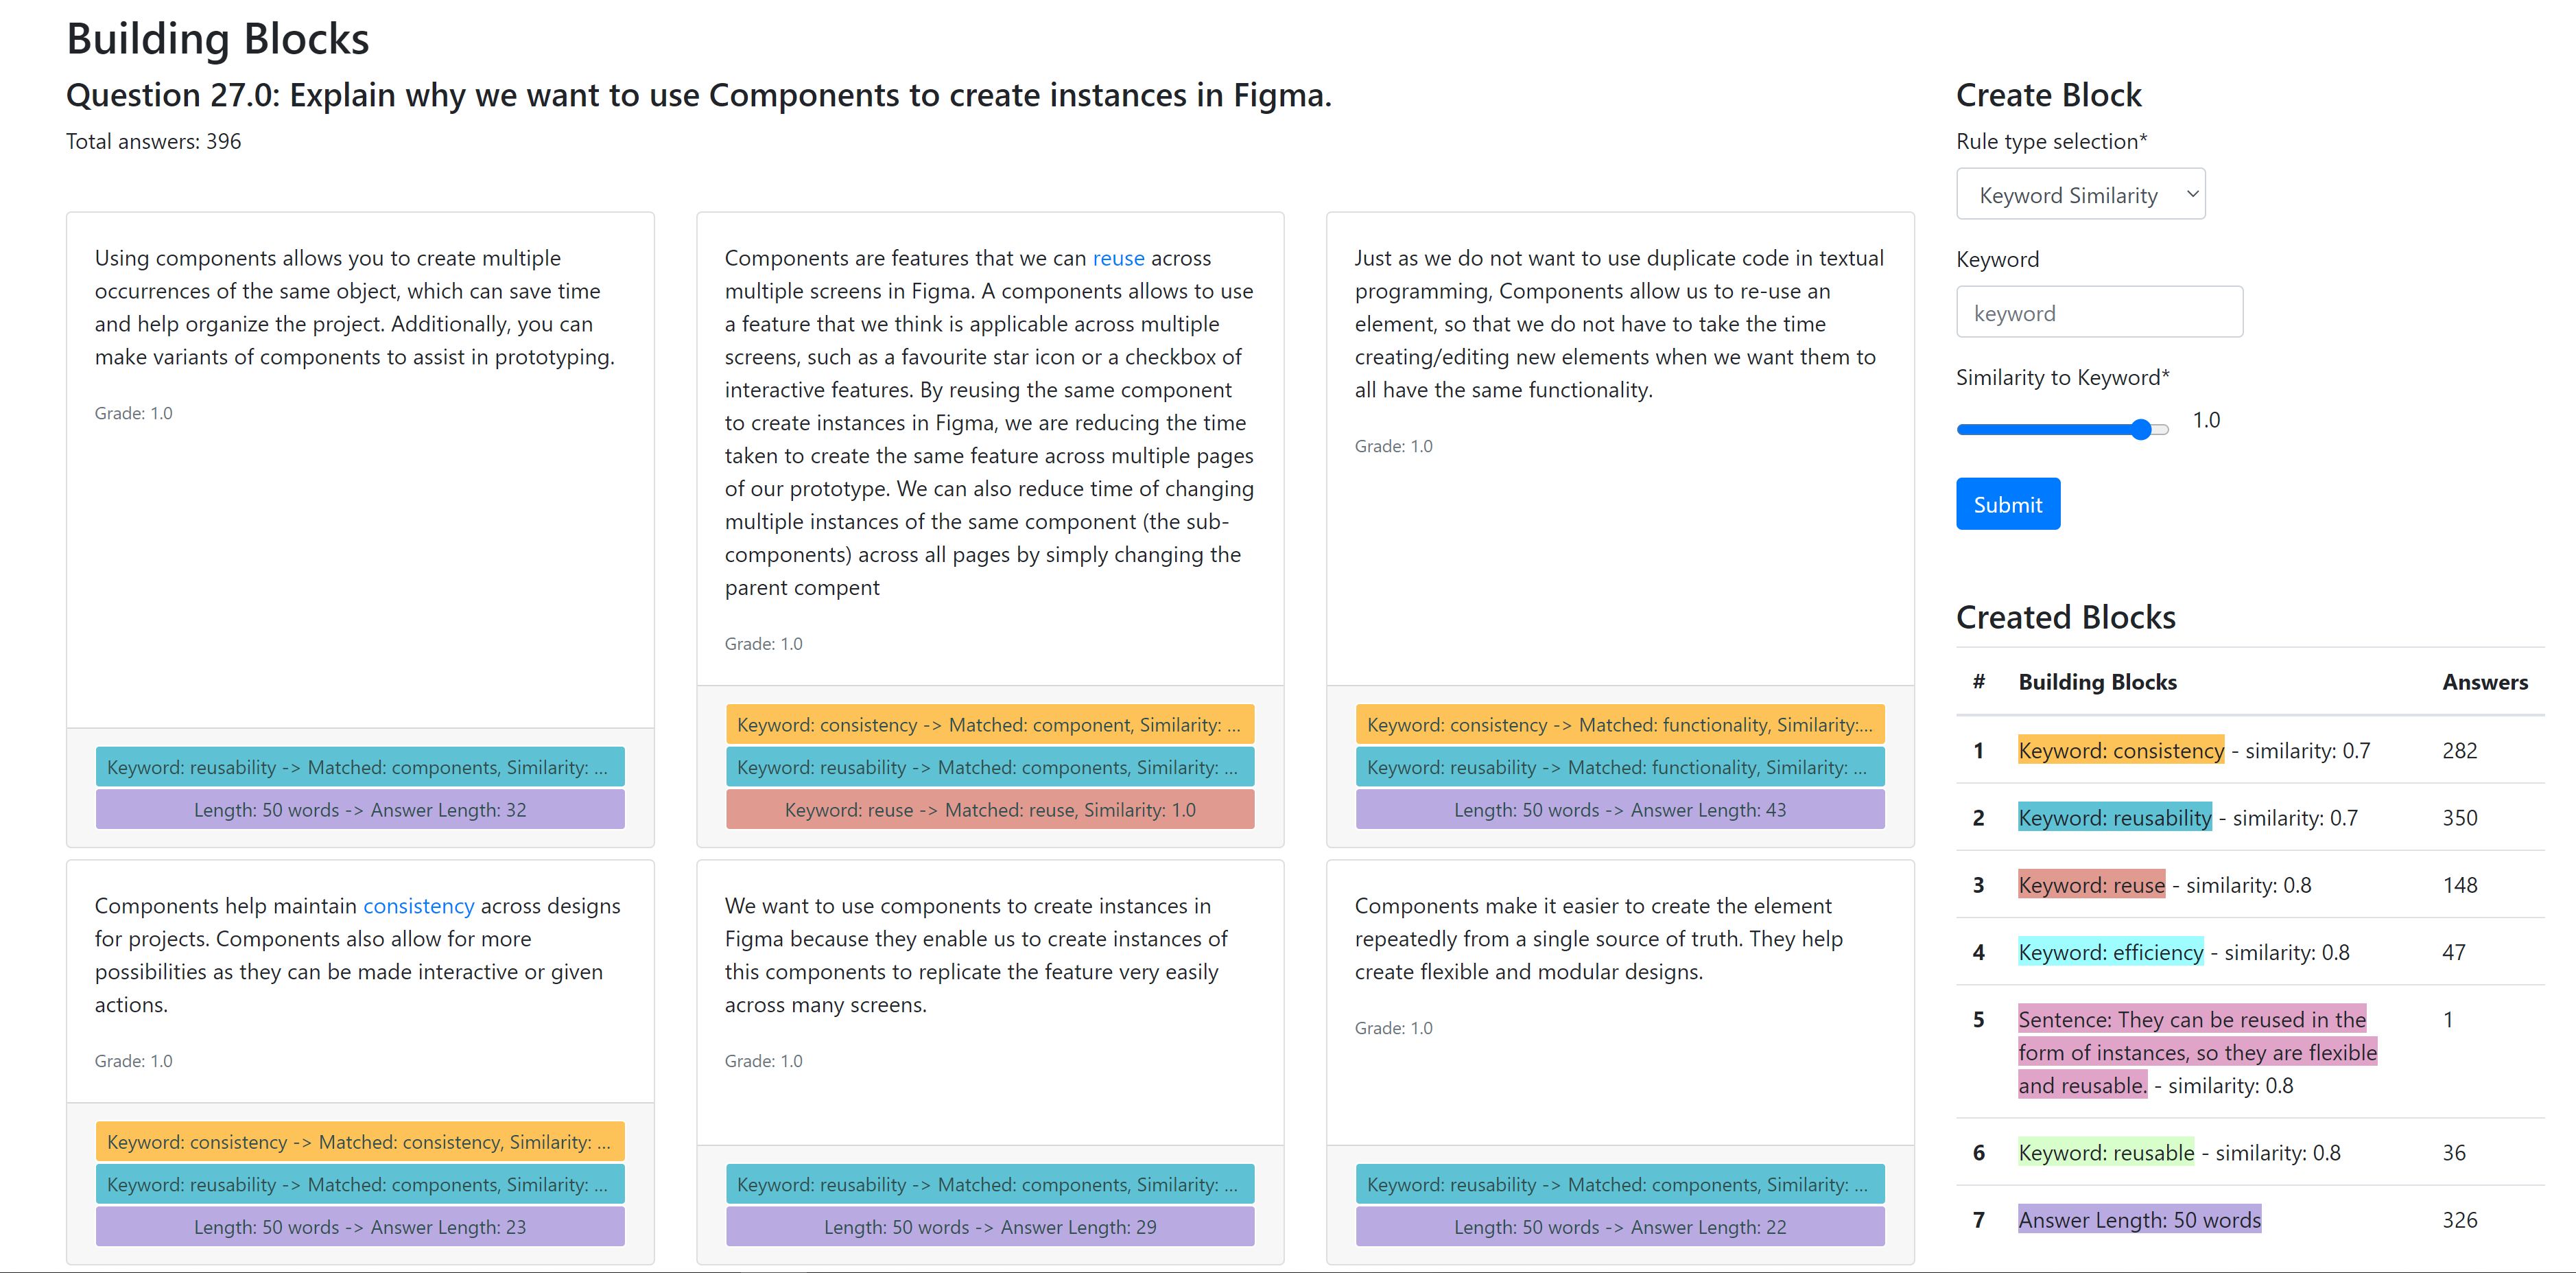 Building Blocks
Question 27.0: Explain why we want to use Components to create instances in Figma.
Total answers: 396
Using components allows you to create multiple
occurrences of the same object, which can save time
and help organize the project. Additionally, you can
make variants of components to assist in prototyping.
Grade: 1.0
Keyword: reusability -> Matched: components, Similarity: ...
Length: 50 words -> Answer Length: 32
Components are features that we can reuse across
multiple screens in Figma. A components allows to use
a feature that we think is applicable across multiple
screens, such as a favourite star icon or a checkbox of
interactive features. By reusing the same component
to create instances in Figma, we are reducing the time
taken to create the same feature across multiple pages
of our prototype. We can also reduce time of changing
multiple instances of the same component (the sub-
components) across all pages by simply changing the
parent compent
Grade: 1.0
Keyword: consistency -> Matched: component, Similarity: ...
Keyword: reusability -> Matched: components, Similarity: ...
Keyword: reuse -> Matched: reuse, Similarity: 1.0
Just as we do not want to use duplicate code in textual
programming, Components allow us to re-use an
element, so that we do not have to take the time
creating/editing new elements when we want them to
all have the same functionality.
Grade: 1.0
Keyword: consistency -> Matched: functionality, Similarity:...
Keyword: reusability -> Matched: functionality, Similarity: ...
Length: 50 words -> Answer Length: 43
Components help maintain consistency across designs
for projects. Components also allow for more
possibilities as they can be made interactive or given
actions.
Grade: 1.0
Keyword: consistency -> Matched: consistency, Similarity: ...
Keyword: reusability -> Matched: components, Similarity: ...
Length: 50 words -> Answer Length: 23
We want to use components to create instances in
Figma because they enable us to create instances of
this components to replicate the feature very easily
across many screens.
Grade: 1.0
Keyword: reusability -> Matched: components, Similarity: ...
Length: 50 words -> Answer Length: 29
Components make it easier to create the element
repeatedly from a single source of truth. They help
create flexible and modular designs.
Grade: 1.0
Keyword: reusability -> Matched: components, Similarity: ...
Length: 50 words -> Answer Length: 22
Create Block
Rule type selection*
Keyword Similarity
Keyword
keyword
Similarity to Keyword*
1.0
Submit
Created Blocks
# Building Blocks Answers
1 Keyword: consistency - similarity: 0.7 282
2 Keyword: reusability - similarity: 0.7 350
3 Keyword: reuse - similarity: 0.8 148
4 Keyword: efficiency - similarity: 0.8 47
5 Sentence: They can be reused in the 1
form of instances, so they are flexible
and reusable. - similarity: 0.8
6 Keyword: reusable - similarity: 0.8 36
7 Answer Length: 50 words 326